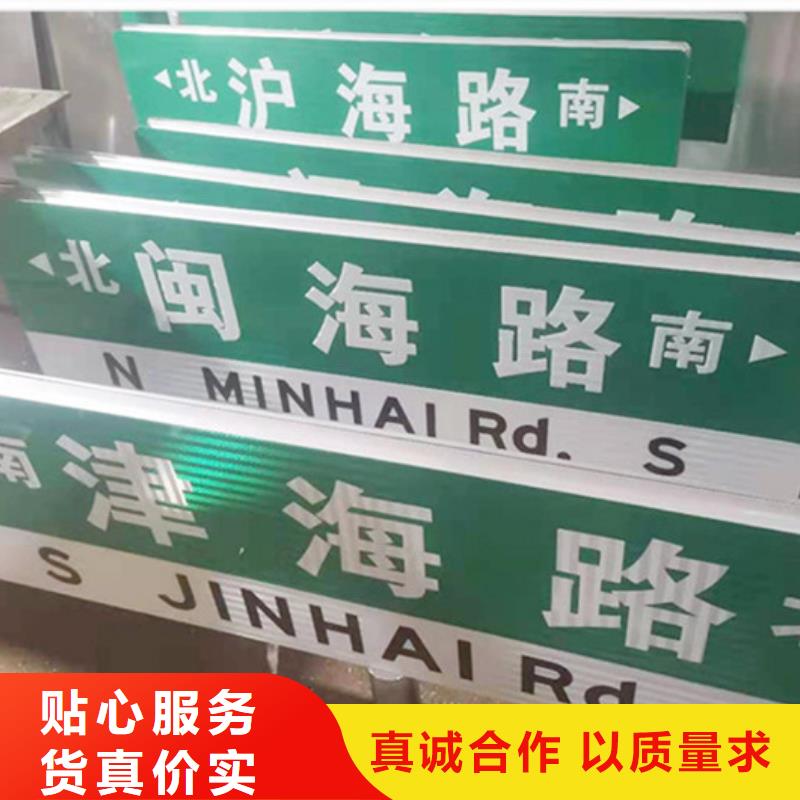 北 沪海路 南
北 闽海路 南
N MINHAI Rd. S
南 津海路
S JINHAI Rd
贴心服务
货真价实
真诚合作 以质量求